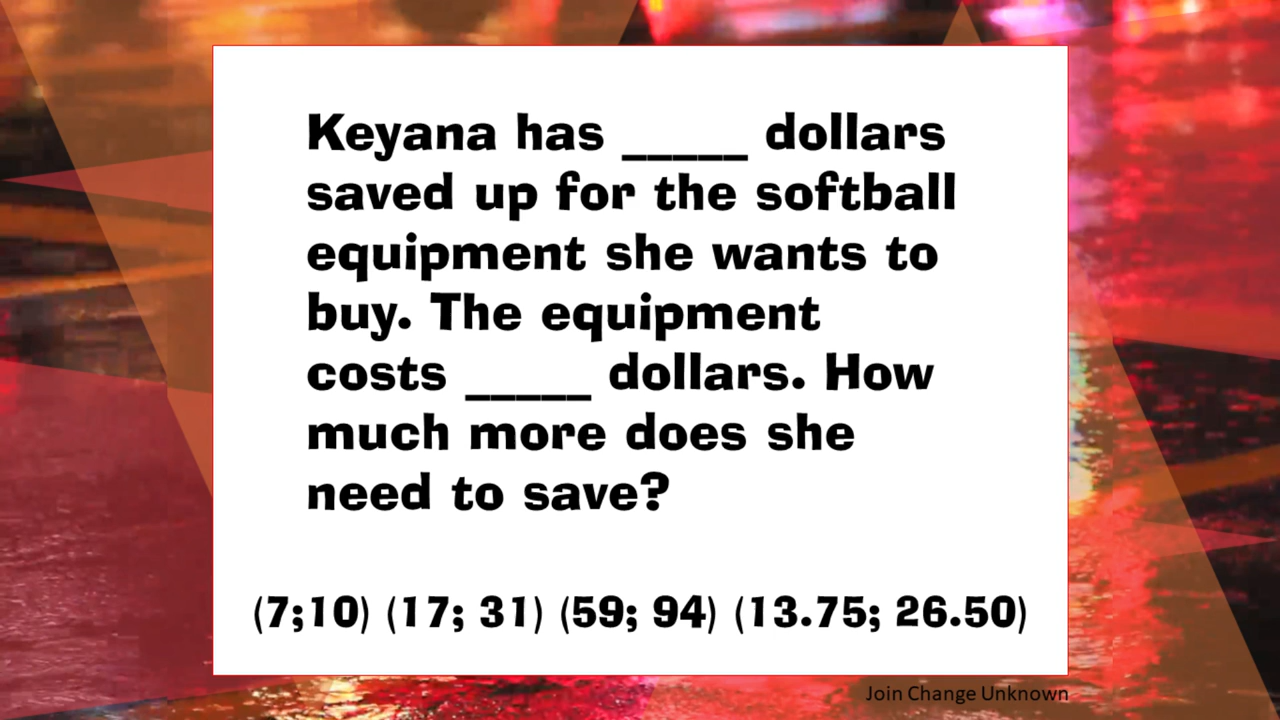 Keyana has _____ dollars
saved up for the softball
equipment she wants to
buy. The equipment
costs _____ dollars. How
much more does she
need to save?
(7;10) (17; 31) (59; 94) (13.75; 26.50)
Join Change Unknown